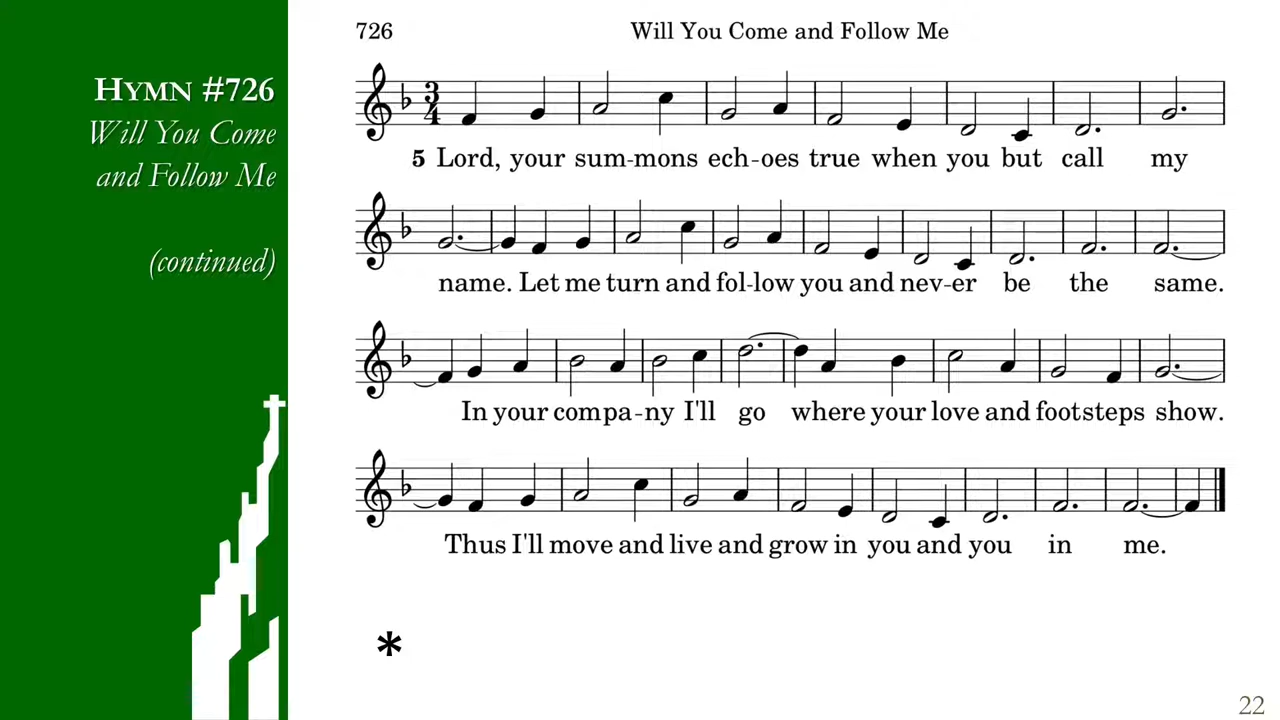 HYMN #726
Will You Come
and Follow Me
(continued)
726
Will You Come and Follow Me
3
4
5 Lord, your sum-mons ech-oes true when you but call my
name. Let me turn and fol-low you and nev-er be the same.
In your compa-ny I'll go where your love and footsteps show.
Thus I'll move and live and grow in you and you in me.
*
22